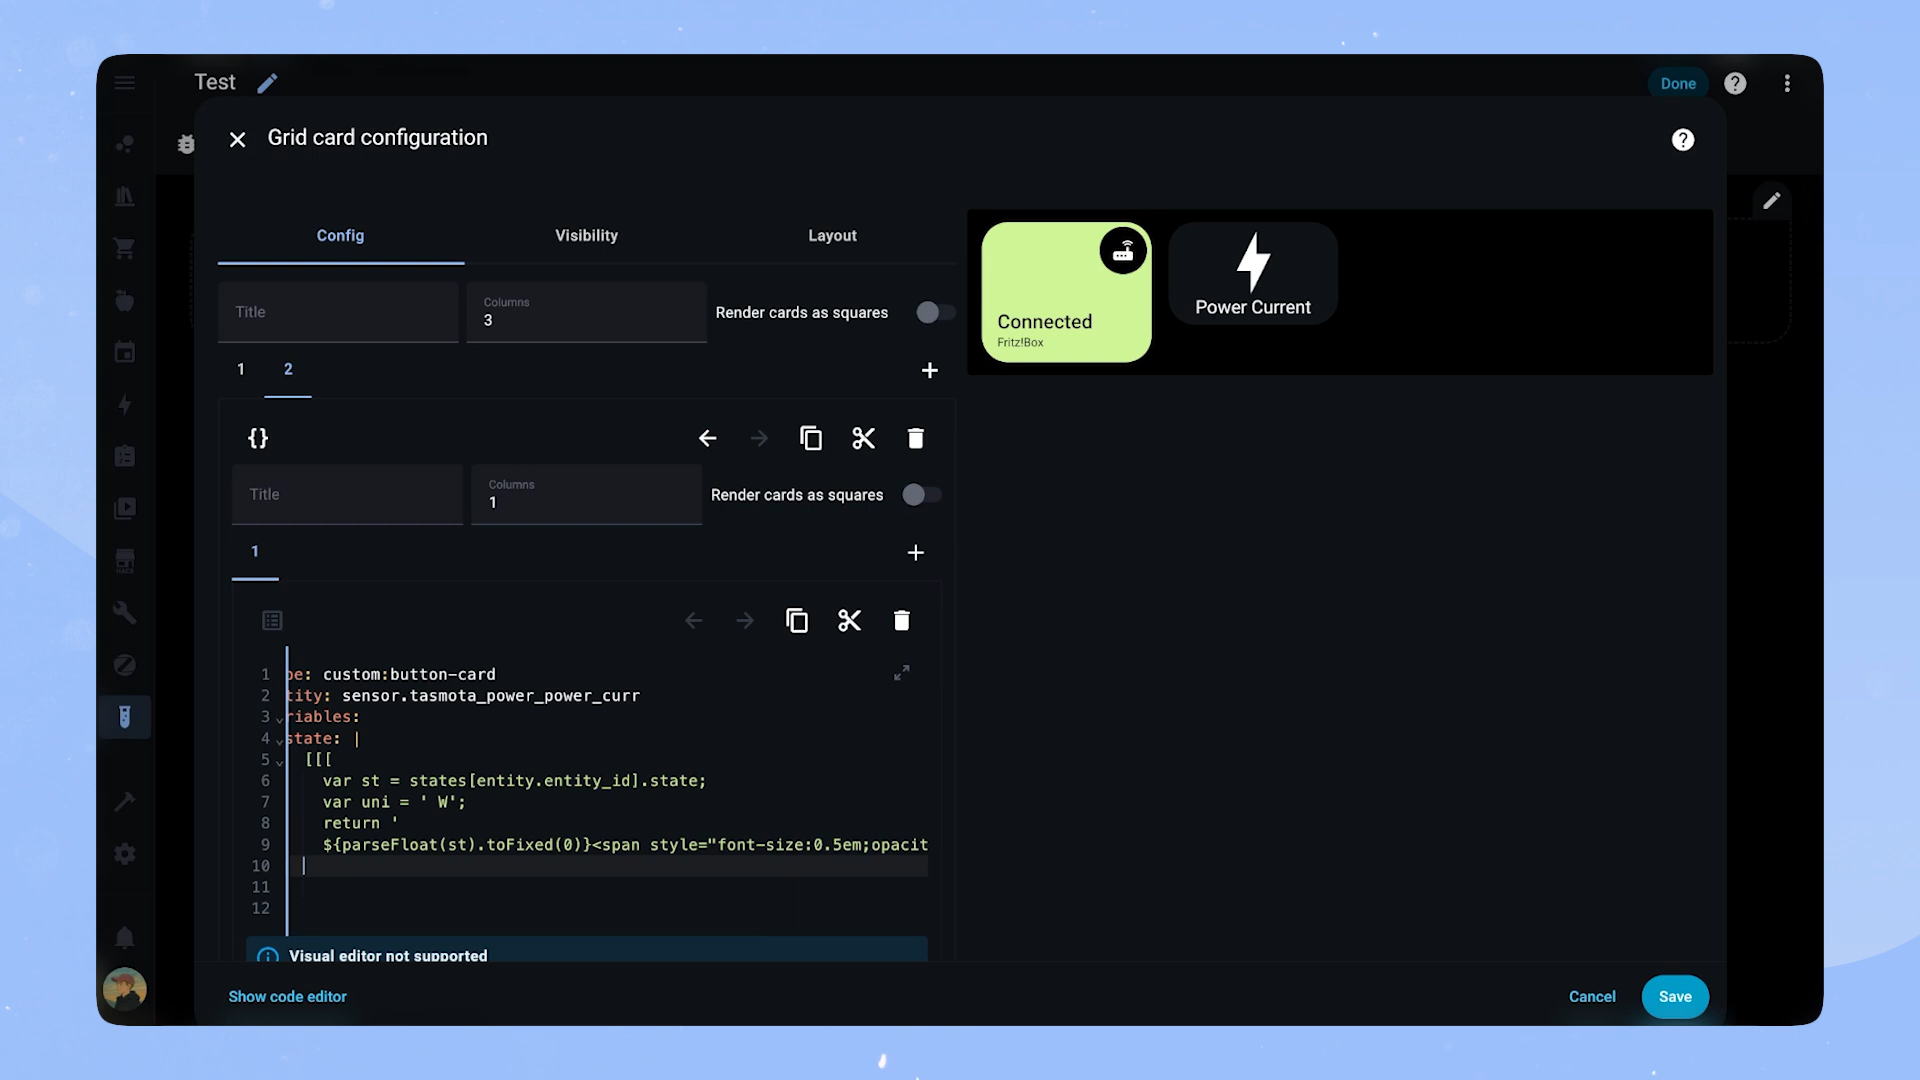 Test
Done
Grid card configuration
Config
Visibility
Layout
Title
Columns
3
Render cards as squares
1
2
{}
Title
Columns
1
Render cards as squares
1
1 pe: custom:button-card
2 tity: sensor.tasmota_power_power_curr
3 riables:
4 state: |
5 [[[
6 var st = states[entity.entity_id].state;
7 var uni = ' W';
8 return '
9 ${parseFloat(st).toFixed(0)}<span style="font-size:0.5em;opacit
10
11
12
Visual editor not supported
Show code editor
Cancel
Save
Connected
Fritz!Box
Power Current
HACS